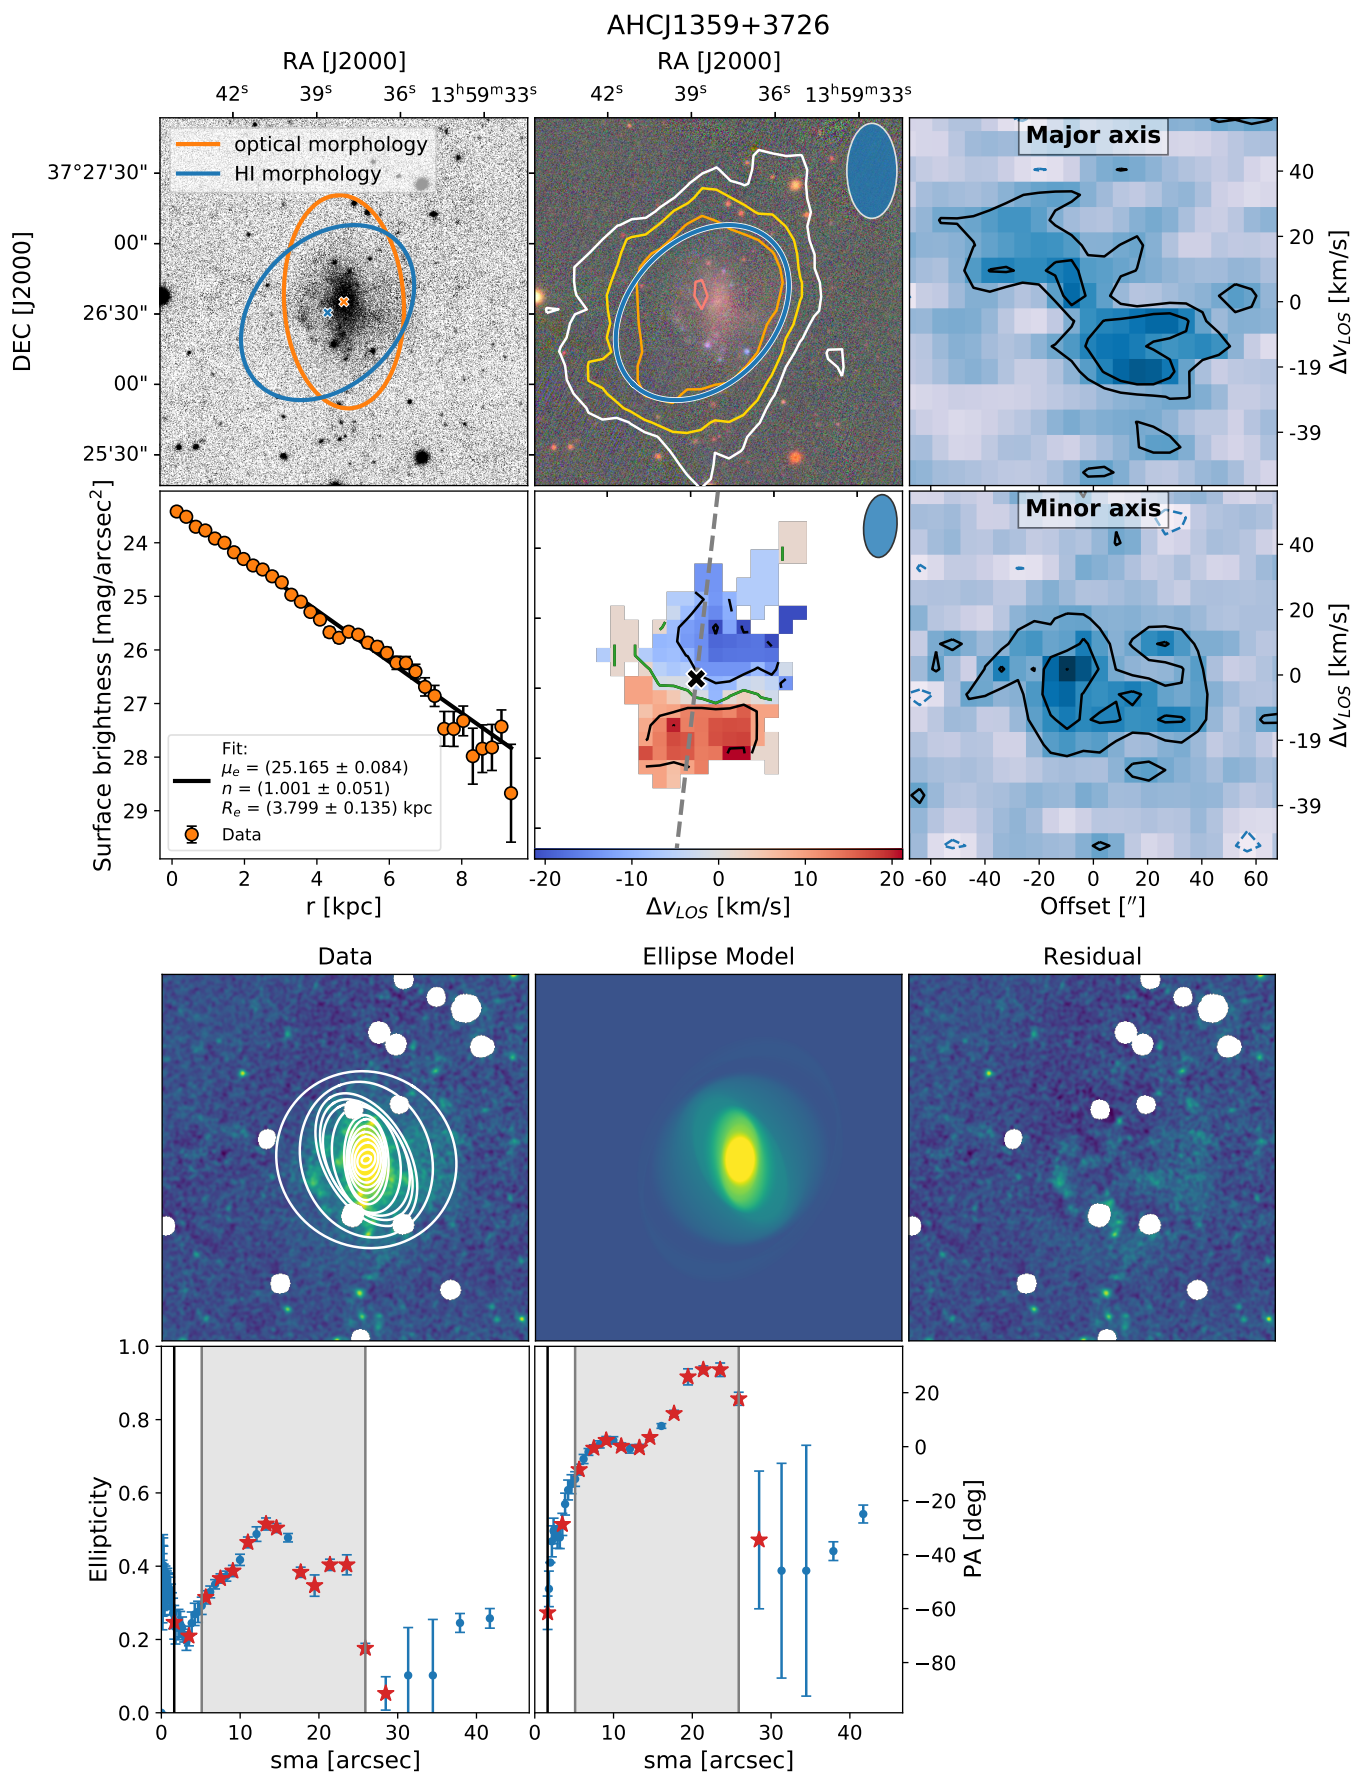 AHCJ1359+3726
RA [J2000]
RA [J2000]
42ˢ 39ˢ 36ˢ 13ʰ59ᵐ33ˢ
42ˢ 39ˢ 36ˢ 13ʰ59ᵐ33ˢ
optical morphology
HI morphology
Major axis
DEC [J2000]
37°27'30"
00"
26'30"
00"
25'30"
40
20
0
-19
-39
Δv_LOS [km/s]
Surface brightness [mag/arcsec²]
24
25
26
27
28
29
Fit:
μ_e = (25.165 ± 0.084)
n = (1.001 ± 0.051)
R_e = (3.799 ± 0.135) kpc
Data
0 2 4 6 8
r [kpc]
-20 -10 0 10 20
Δv_LOS [km/s]
Minor axis
40
20
0
-19
-39
Δv_LOS [km/s]
-60 -40 -20 0 20 40 60
Offset [″]
Data
Ellipse Model
Residual
Ellipticity
1.0
0.8
0.6
0.4
0.2
0.0
0 10 20 30 40
sma [arcsec]
0 10 20 30 40
sma [arcsec]
20
0
−20
−40
−60
−80
PA [deg]